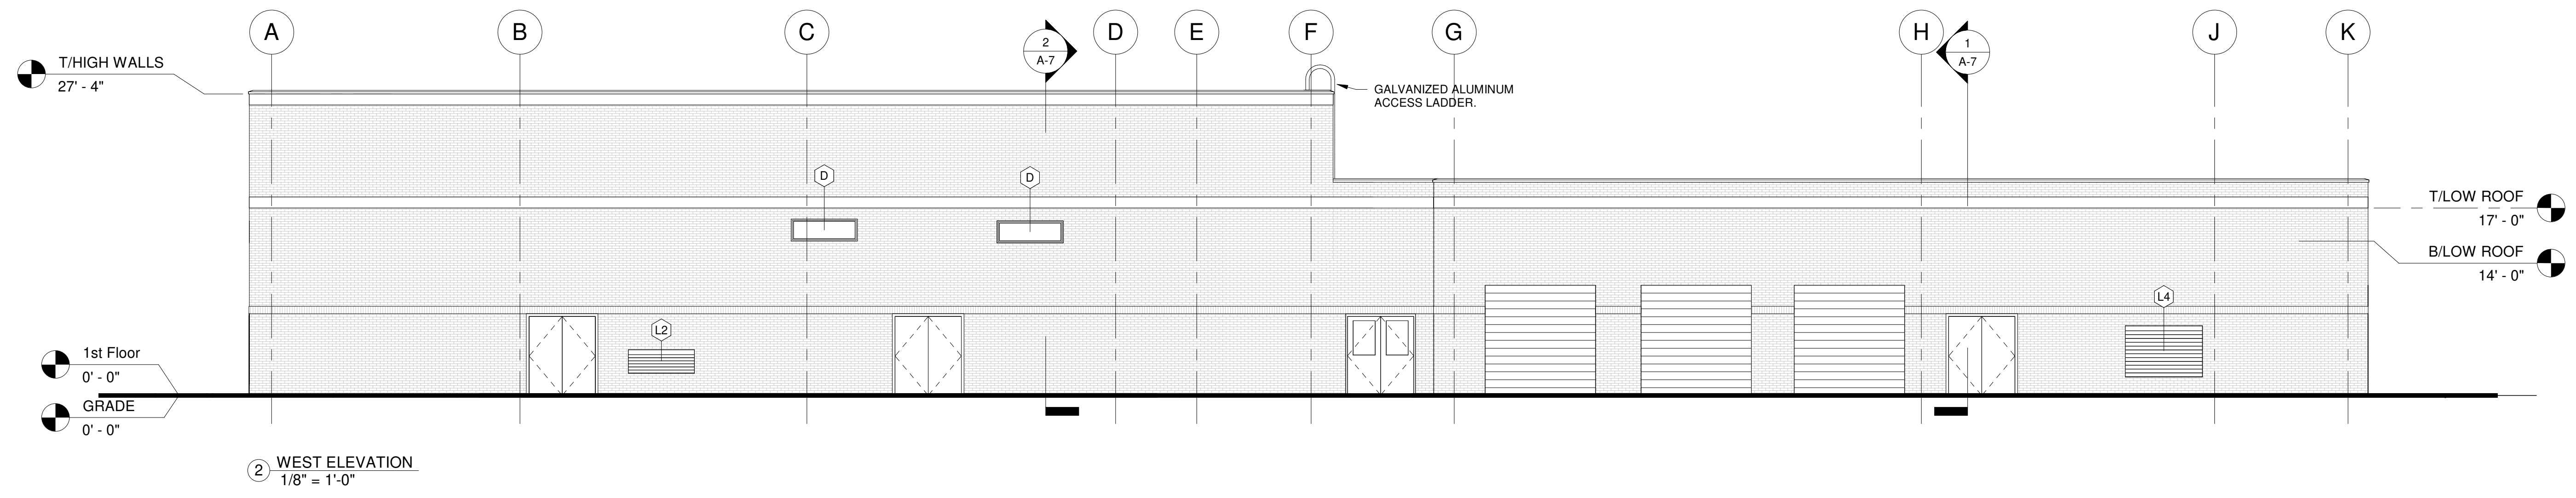 A B C 2 D E F G H 1 J K
A-7 A-7
T/HIGH WALLS
27' - 4"
GALVANIZED ALUMINUM
ACCESS LADDER.
D D
T/LOW ROOF
17' - 0"
B/LOW ROOF
14' - 0"
L4
L2
1st Floor
0' - 0"
GRADE
0' - 0"
2 WEST ELEVATION
1/8" = 1'-0"